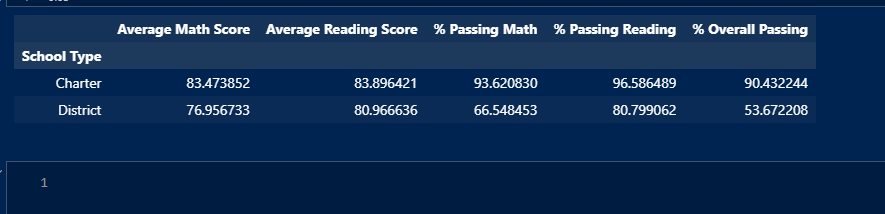 Average Math Score Average Reading Score % Passing Math % Passing Reading % Overall Passing
School Type
Charter 83.473852 83.896421 93.620830 96.586489 90.432244
District 76.956733 80.966636 66.548453 80.799062 53.672208
1